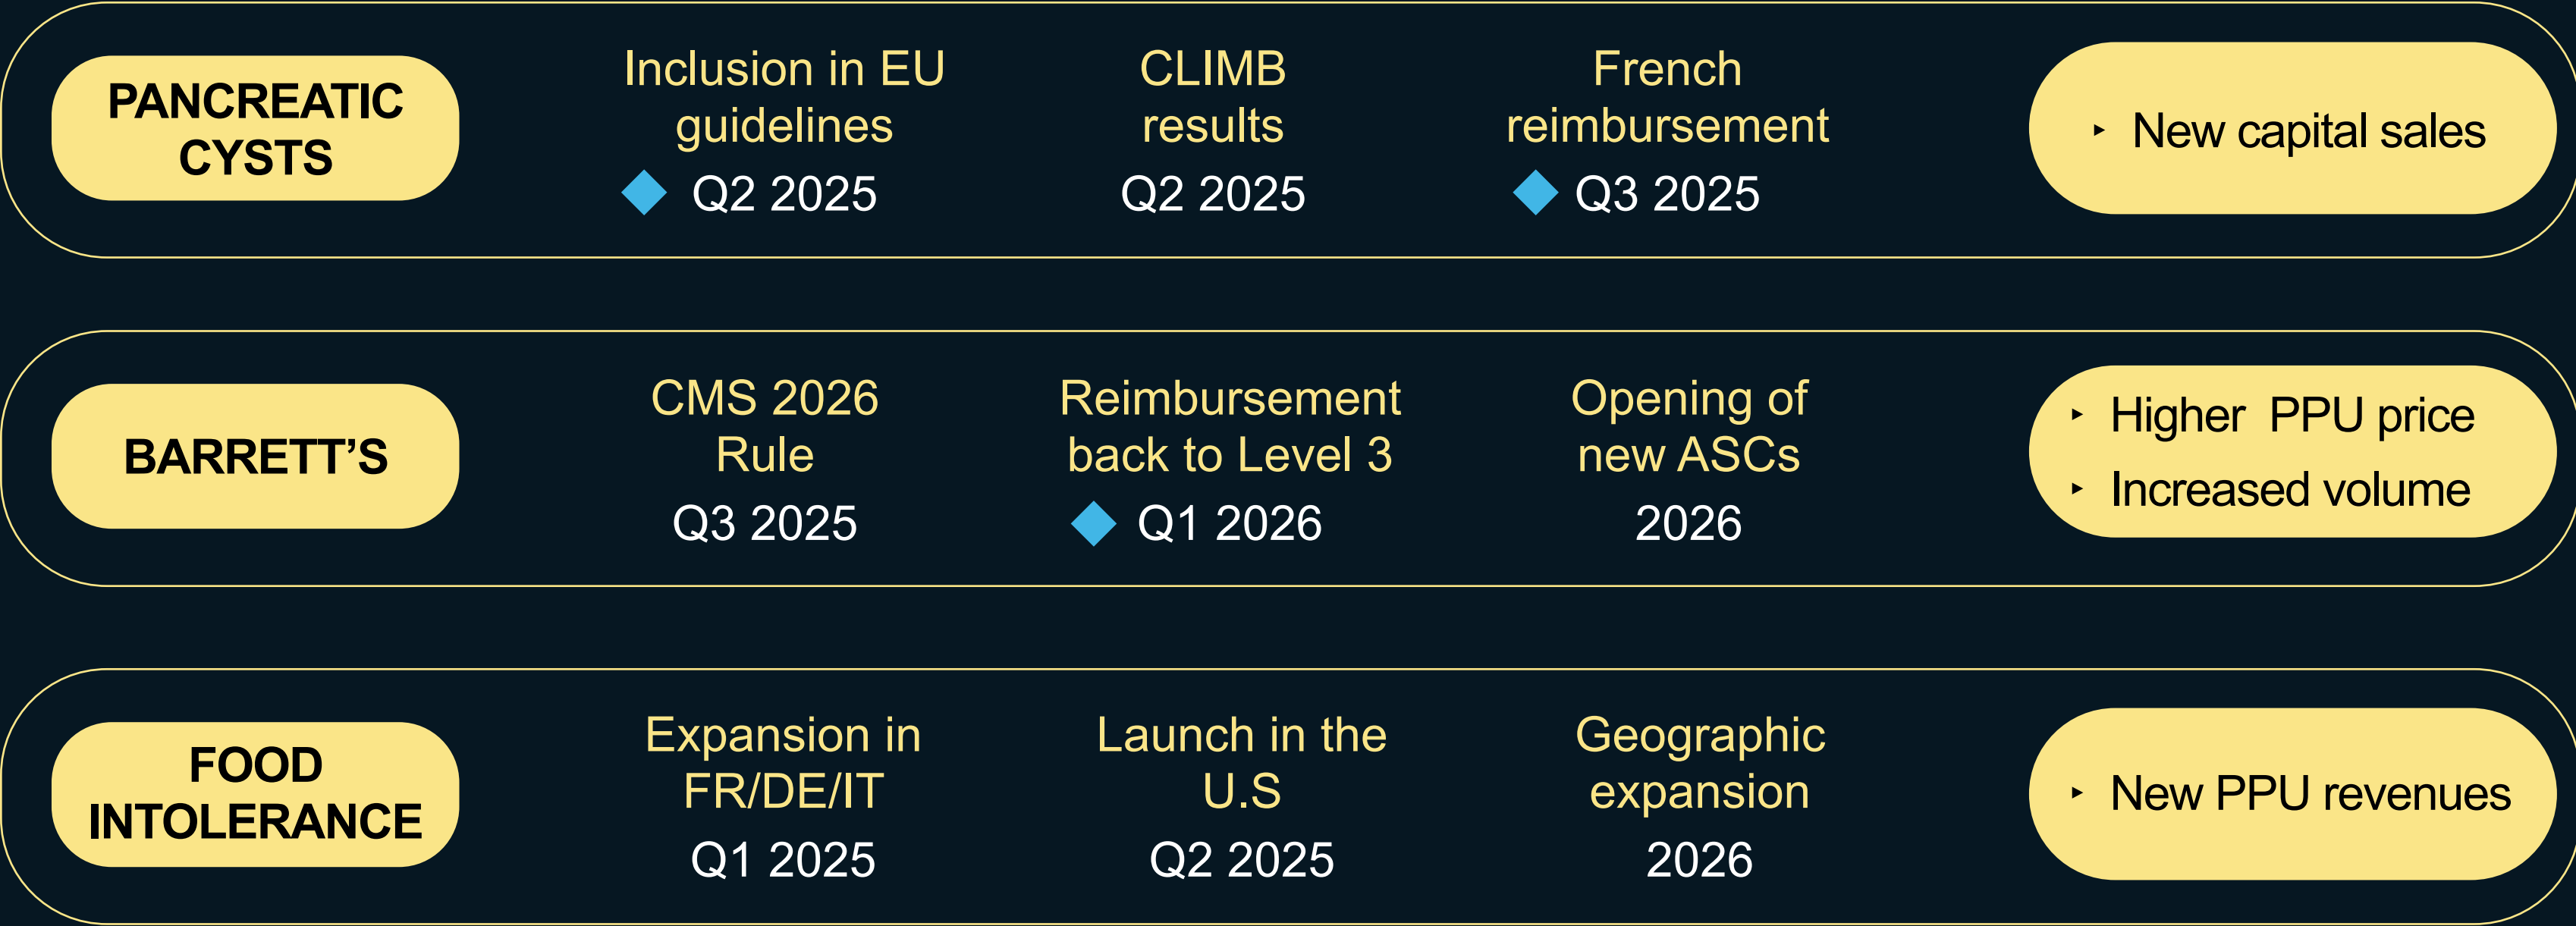 PANCREATIC
CYSTS
Inclusion in EU
guidelines
Q2 2025
CLIMB
results
Q2 2025
French
reimbursement
Q3 2025
‣ New capital sales
BARRETT’S
CMS 2026
Rule
Q3 2025
Reimbursement
back to Level 3
Q1 2026
Opening of
new ASCs
2026
‣ Higher PPU price
‣ Increased volume
FOOD
INTOLERANCE
Expansion in
FR/DE/IT
Q1 2025
Launch in the
U.S
Q2 2025
Geographic
expansion
2026
‣ New PPU revenues